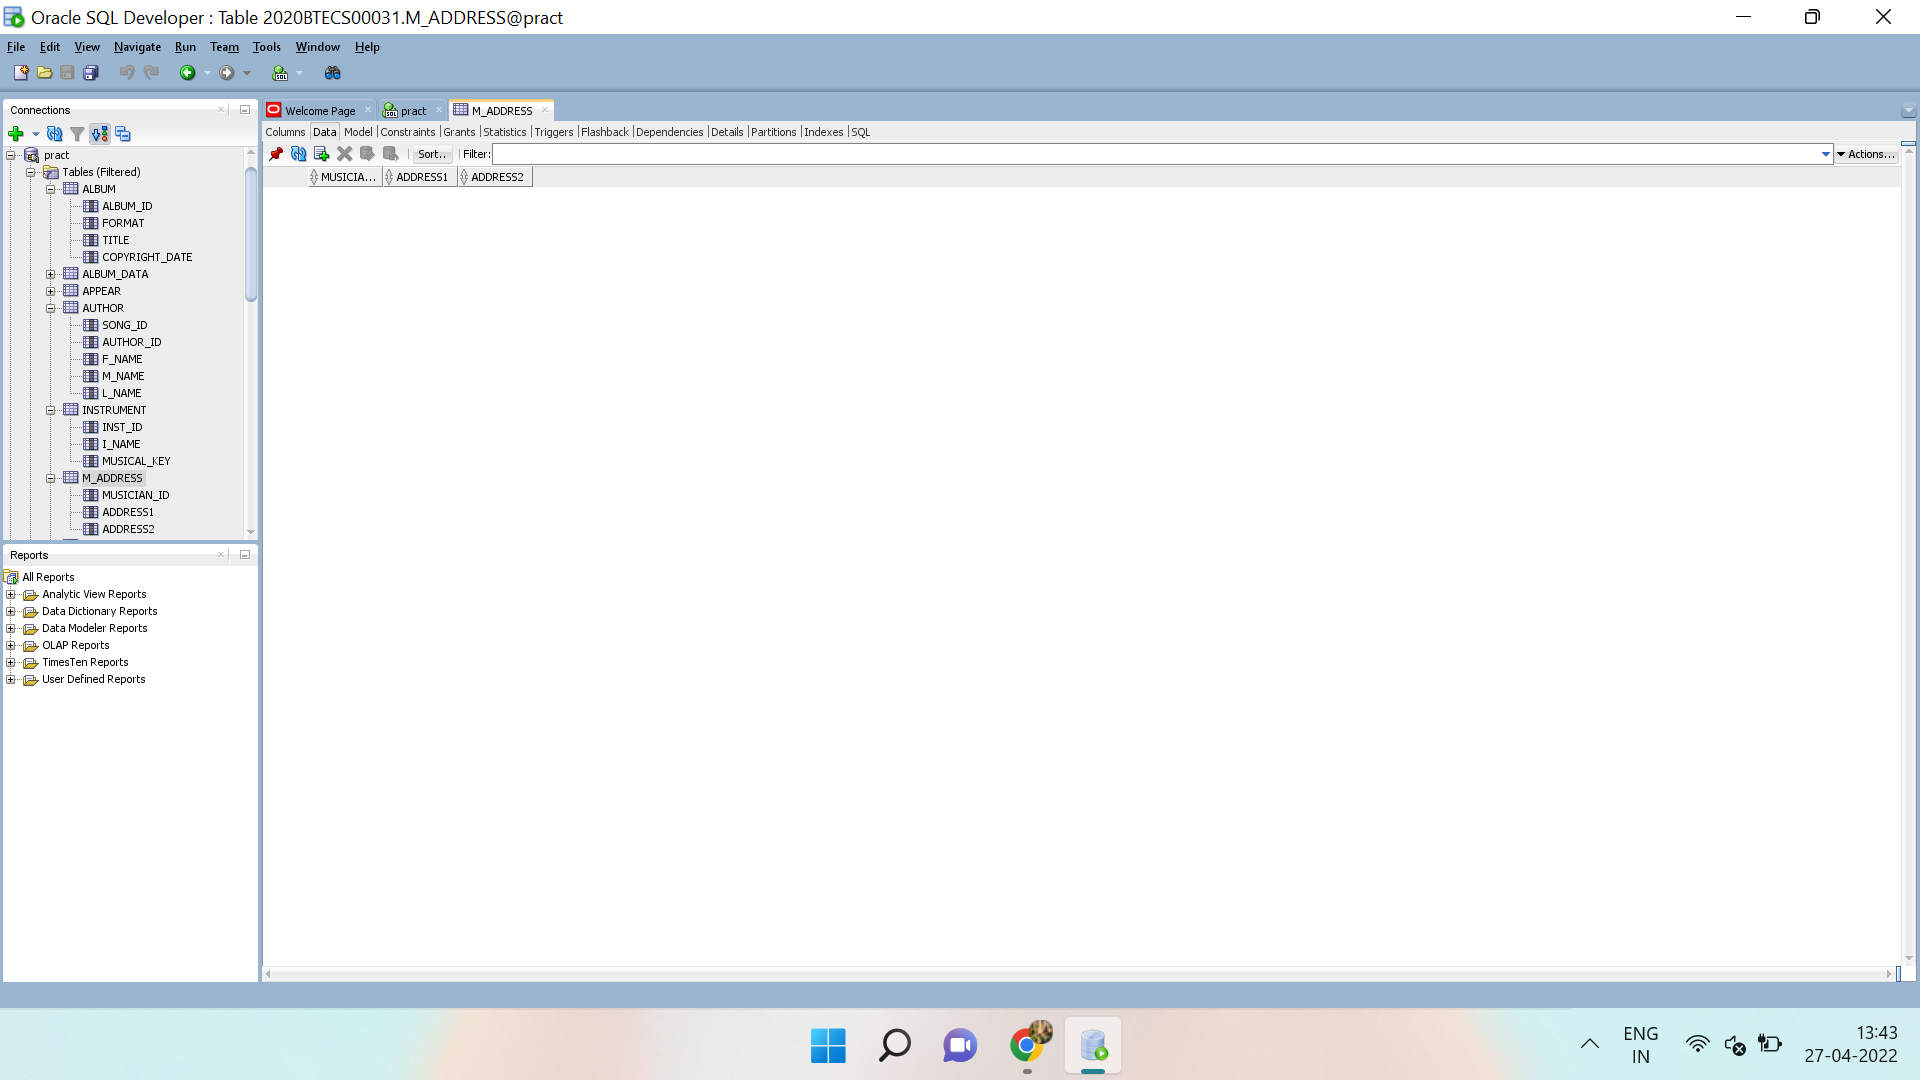 Oracle SQL Developer : Table 2020BTECS00031.M_ADDRESS@pract
File Edit View Navigate Run Team Tools Window Help
Connections
Welcome Page
pract
M_ADDRESS
Columns Data Model Constraints Grants Statistics Triggers Flashback Dependencies Details Partitions Indexes SQL
Sort.. Filter: Actions...
MUSICIA... ADDRESS1 ADDRESS2
pract
Tables (Filtered)
ALBUM
ALBUM_ID
FORMAT
TITLE
COPYRIGHT_DATE
ALBUM_DATA
APPEAR
AUTHOR
SONG_ID
AUTHOR_ID
F_NAME
M_NAME
L_NAME
INSTRUMENT
INST_ID
I_NAME
MUSICAL_KEY
M_ADDRESS
MUSICIAN_ID
ADDRESS1
ADDRESS2
Reports
All Reports
Analytic View Reports
Data Dictionary Reports
Data Modeler Reports
OLAP Reports
TimesTen Reports
User Defined Reports
ENG
IN
13:43
27-04-2022